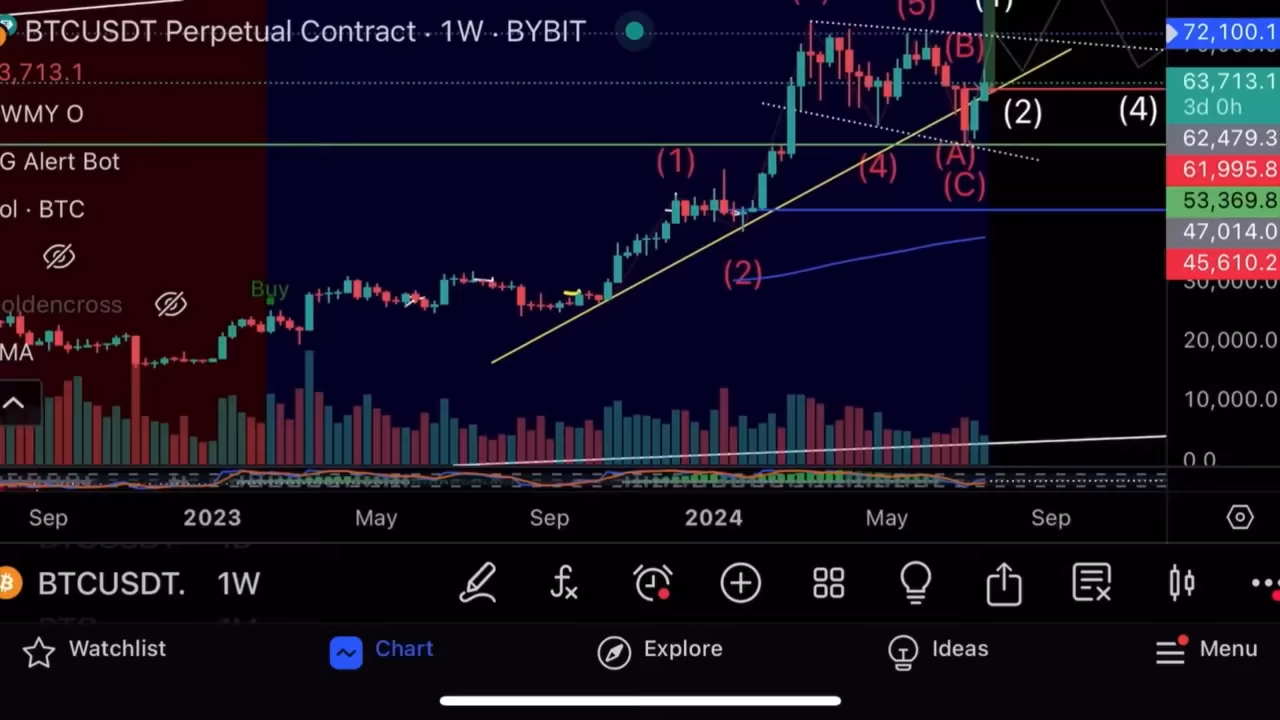 BTCUSDT Perpetual Contract · 1W · BYBIT
(5)
72,100.1
(B)
3,713.1
63,713.1
3d 0h
WMY O
(2)
(4)
62,479.3
G Alert Bot
(1)
(4)
(A)
61,995.8
(C)
53,369.8
ol · BTC
47,014.0
(2)
45,610.2
Buy
30,000.0
oldencross
20,000.0
MA
10,000.0
0.0
Sep
2023
May
Sep
2024
May
Sep
BTCUSDT.
1W
Watchlist
Chart
Explore
Ideas
Menu